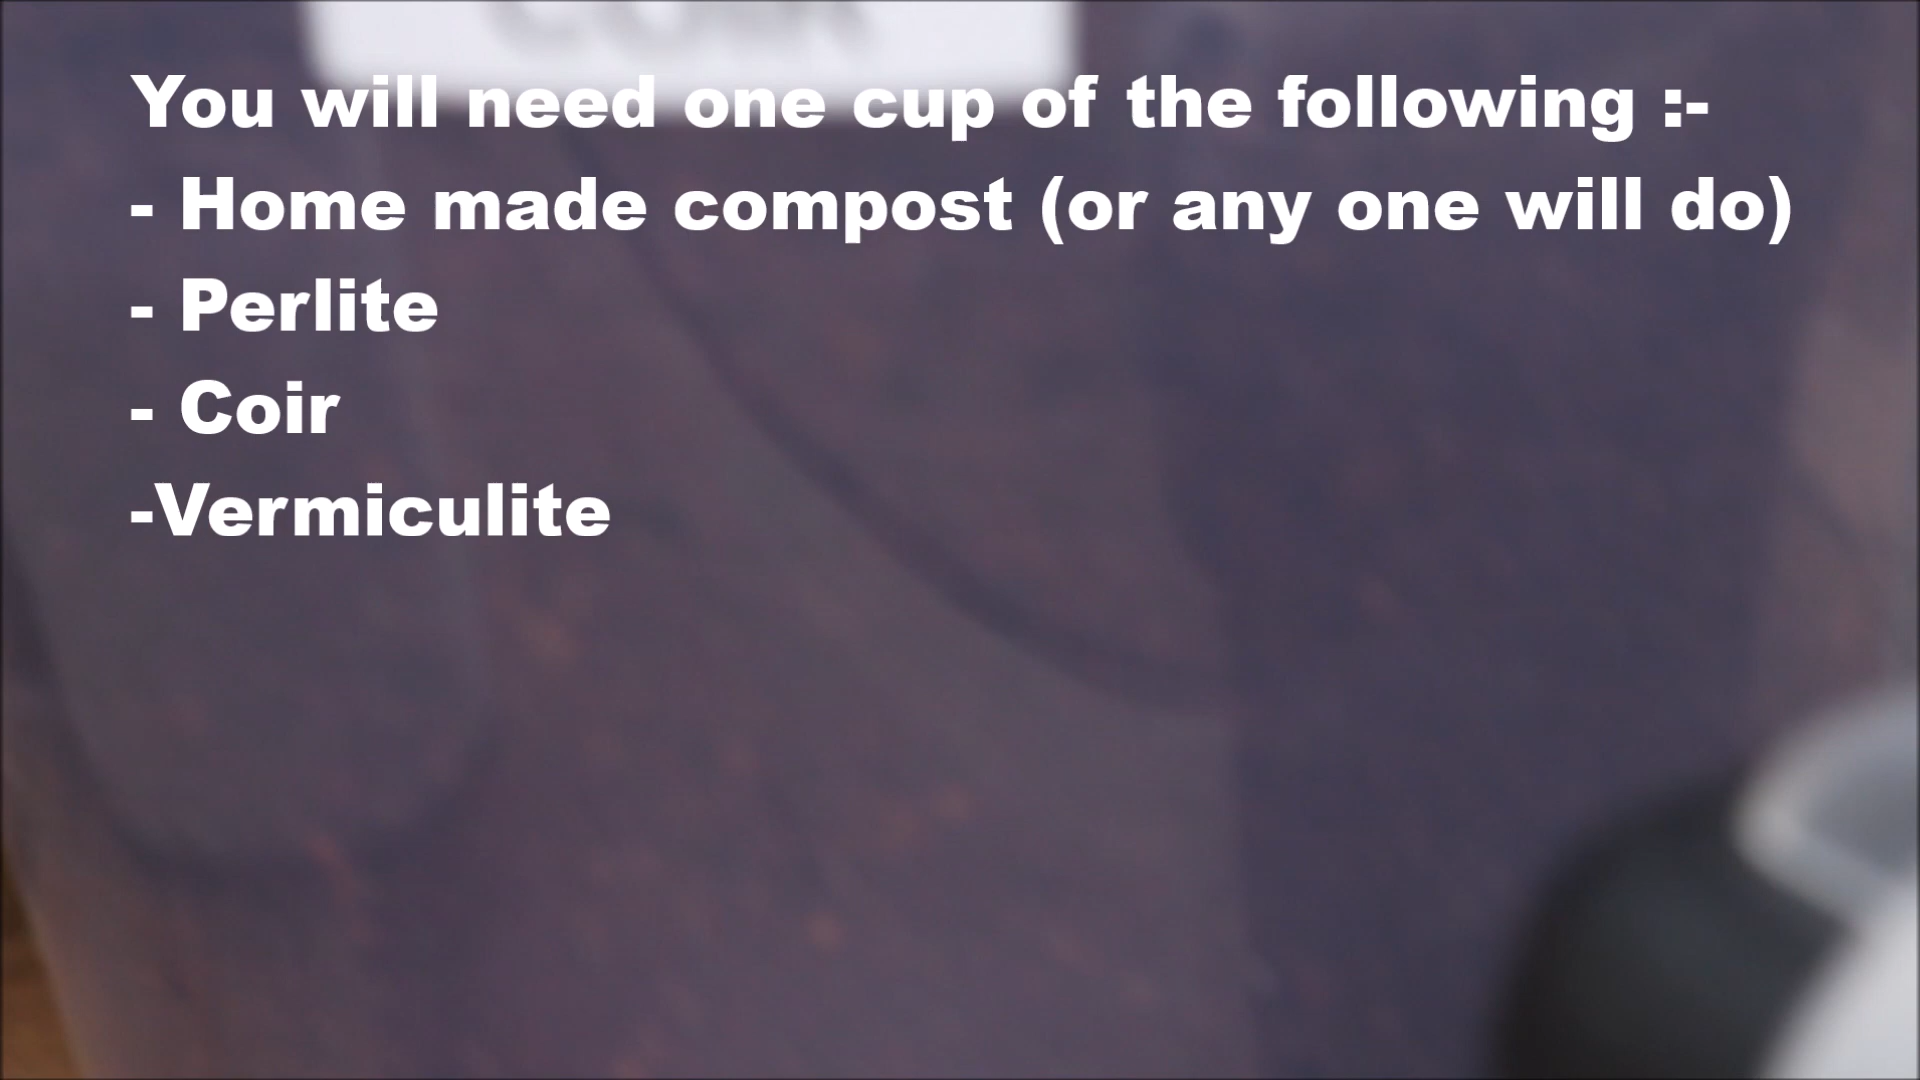 You will need one cup of the following :-
- Home made compost (or any one will do)
- Perlite
- Coir
-Vermiculite